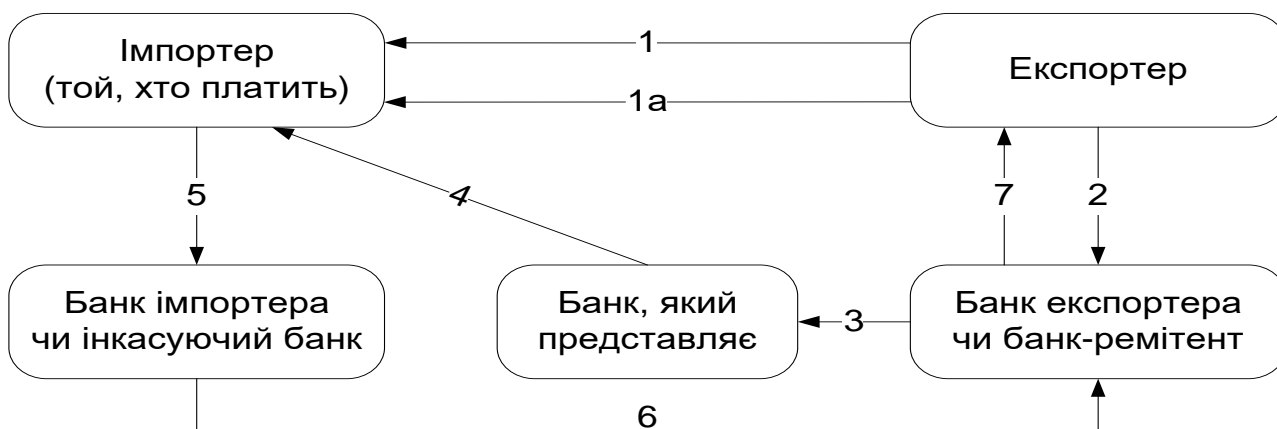 Імпортер
(той, хто платить)
1
1а
Експортер
5
4
7
2
Банк імпортера
чи інкасуючий банк
Банк, який
представляє
3
Банк експортера
чи банк-ремітент
6